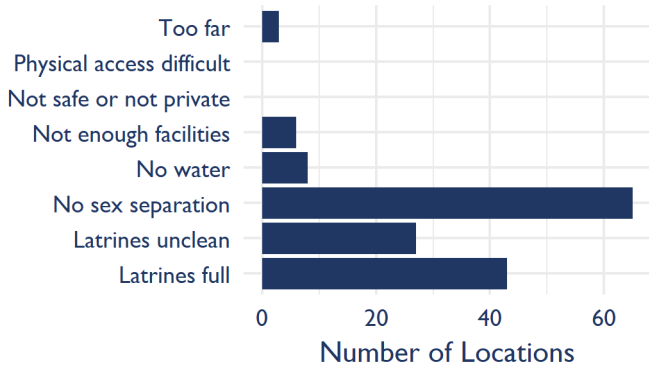 Too far
Physical access difficult
Not safe or not private
Not enough facilities
No water
No sex separation
Latrines unclean
Latrines full
0 20 40 60
Number of Locations